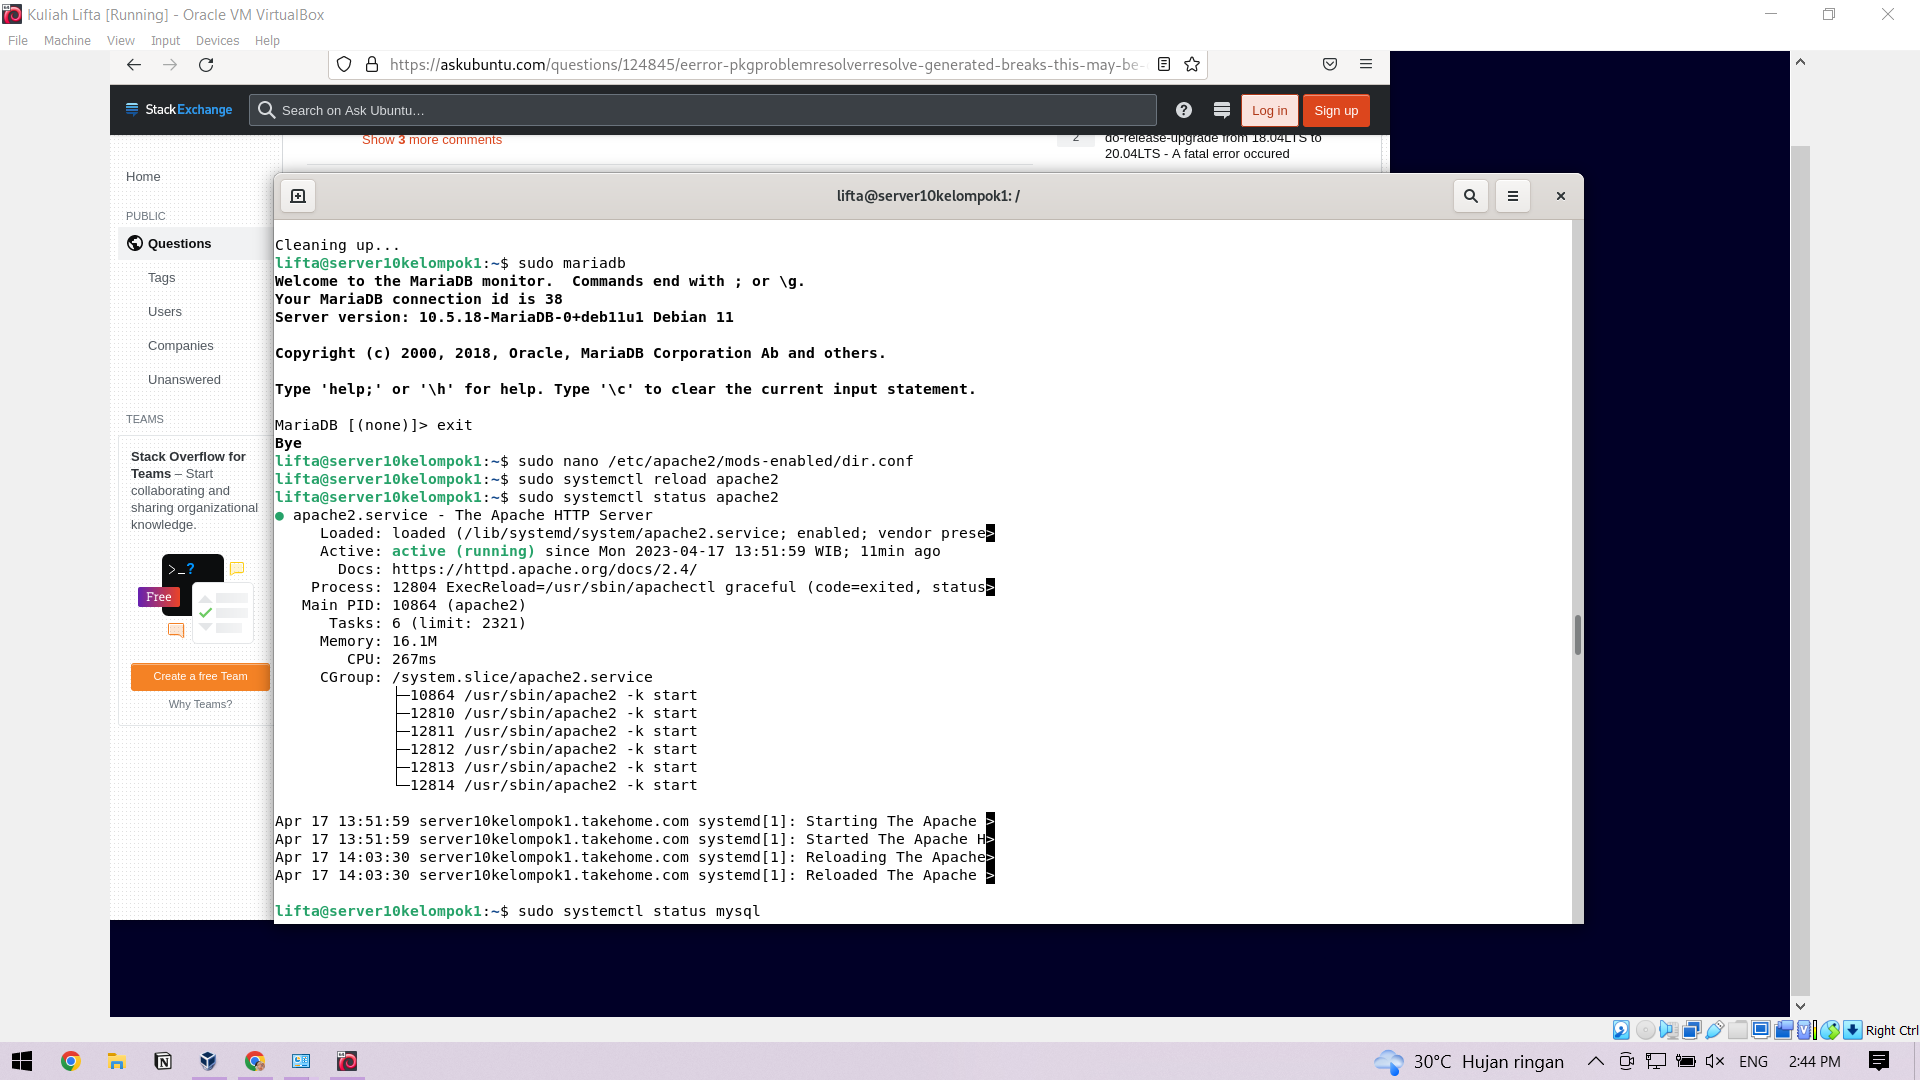 Kuliah Lifta [Running] - Oracle VM VirtualBox
File Machine View Input Devices Help
https://askubuntu.com/questions/124845/eerror-pkgproblemresolverresolve-generated-breaks-this-may-be-
StackExchange
Search on Ask Ubuntu…
Log in
Sign up
Show 3 more comments
2
do-release-upgrade from 18.04LTS to
20.04LTS - A fatal error occured
Home
PUBLIC
Questions
Tags
Users
Companies
Unanswered
TEAMS
Stack Overflow for
Teams – Start
collaborating and
sharing organizational
knowledge.
>_?
Free
Create a free Team
Why Teams?
lifta@server10kelompok1: /
Cleaning up...
lifta@server10kelompok1:~$ sudo mariadb
Welcome to the MariaDB monitor.  Commands end with ; or \g.
Your MariaDB connection id is 38
Server version: 10.5.18-MariaDB-0+deb11u1 Debian 11
Copyright (c) 2000, 2018, Oracle, MariaDB Corporation Ab and others.
Type 'help;' or '\h' for help. Type '\c' to clear the current input statement.
MariaDB [(none)]> exit
Bye
lifta@server10kelompok1:~$ sudo nano /etc/apache2/mods-enabled/dir.conf
lifta@server10kelompok1:~$ sudo systemctl reload apache2
lifta@server10kelompok1:~$ sudo systemctl status apache2
● apache2.service - The Apache HTTP Server
Loaded: loaded (/lib/systemd/system/apache2.service; enabled; vendor prese>
Active: active (running) since Mon 2023-04-17 13:51:59 WIB; 11min ago
Docs: https://httpd.apache.org/docs/2.4/
Process: 12804 ExecReload=/usr/sbin/apachectl graceful (code=exited, status>
Main PID: 10864 (apache2)
Tasks: 6 (limit: 2321)
Memory: 16.1M
CPU: 267ms
CGroup: /system.slice/apache2.service
├─10864 /usr/sbin/apache2 -k start
├─12810 /usr/sbin/apache2 -k start
├─12811 /usr/sbin/apache2 -k start
├─12812 /usr/sbin/apache2 -k start
├─12813 /usr/sbin/apache2 -k start
└─12814 /usr/sbin/apache2 -k start
Apr 17 13:51:59 server10kelompok1.takehome.com systemd[1]: Starting The Apache >
Apr 17 13:51:59 server10kelompok1.takehome.com systemd[1]: Started The Apache H>
Apr 17 14:03:30 server10kelompok1.takehome.com systemd[1]: Reloading The Apache>
Apr 17 14:03:30 server10kelompok1.takehome.com systemd[1]: Reloaded The Apache >
lifta@server10kelompok1:~$ sudo systemctl status mysql
Right Ctrl
30°C Hujan ringan
ENG
2:44 PM